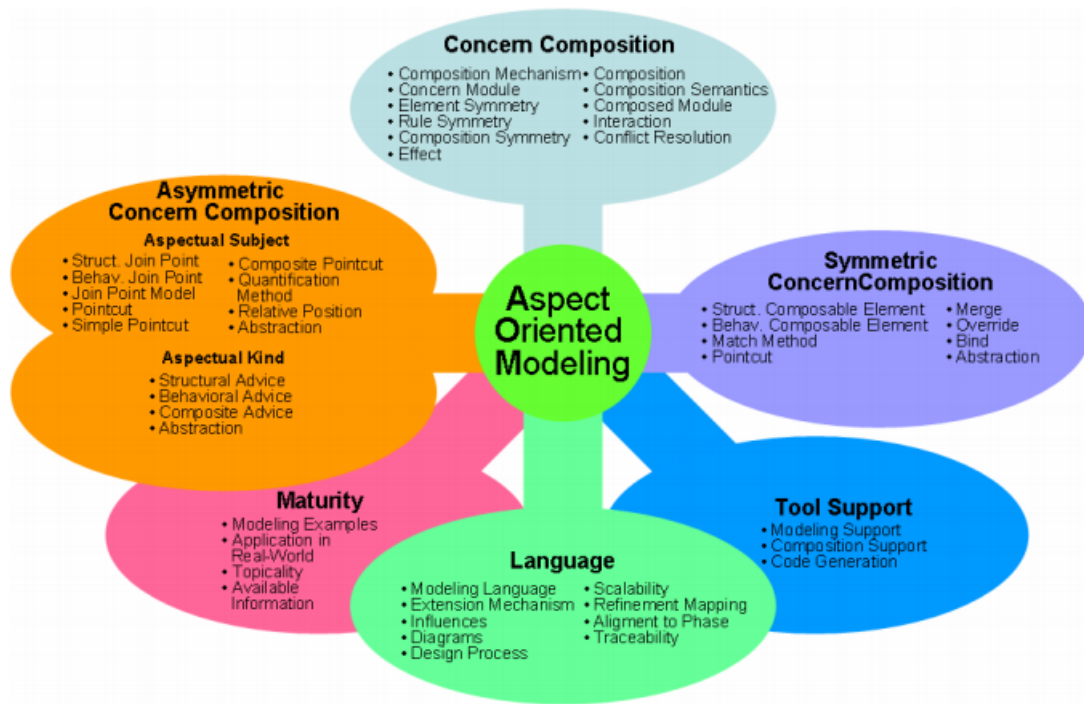 Concern Composition
• Composition Mechanism
• Concern Module
• Element Symmetry
• Rule Symmetry
• Composition Symmetry
• Effect
• Composition
• Composition Semantics
• Composed Module
• Interaction
• Conflict Resolution
Asymmetric
Concern Composition
Aspectual Subject
• Struct. Join Point
• Behav. Join Point
• Join Point Model
• Pointcut
• Simple Pointcut
• Composite Pointcut
• Quantification
Method
• Relative Position
• Abstraction
Aspectual Kind
• Structural Advice
• Behavioral Advice
• Composite Advice
• Abstraction
Aspect
Oriented
Modeling
Symmetric
ConcernComposition
• Struct. Composable Element
• Behav. Composable Element
• Match Method
• Pointcut
• Merge
• Override
• Bind
• Abstraction
Maturity
• Modeling Examples
• Application in
Real-World
• Topicality
• Available
Information
Language
• Modeling Language
• Extension Mechanism
• Influences
• Diagrams
• Design Process
• Scalability
• Refinement Mapping
• Aligment to Phase
• Traceability
Tool Support
• Modeling Support
• Composition Support
• Code Generation